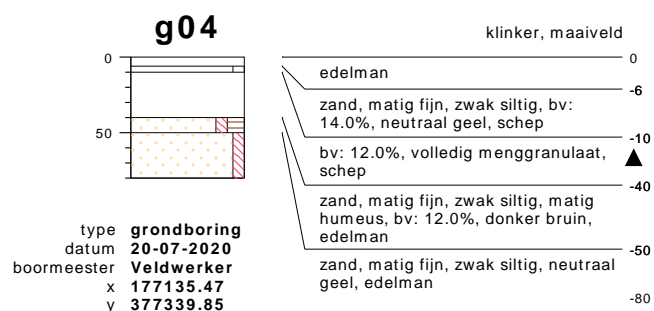 g04
klinker, maaiveld
0
0
edelman
-6
zand, matig fijn, zwak siltig, bv:
14.0%, neutraal geel, schep
-10
bv: 12.0%, volledig menggranulaat,
schep
-40
50
zand, matig fijn, zwak siltig, matig
humeus, bv: 12.0%, donker bruin,
edelman
-50
zand, matig fijn, zwak siltig, neutraal
geel, edelman
-80
type grondboring
datum 20-07-2020
boormeester Veldwerker
x 177135.47
y 377339.85